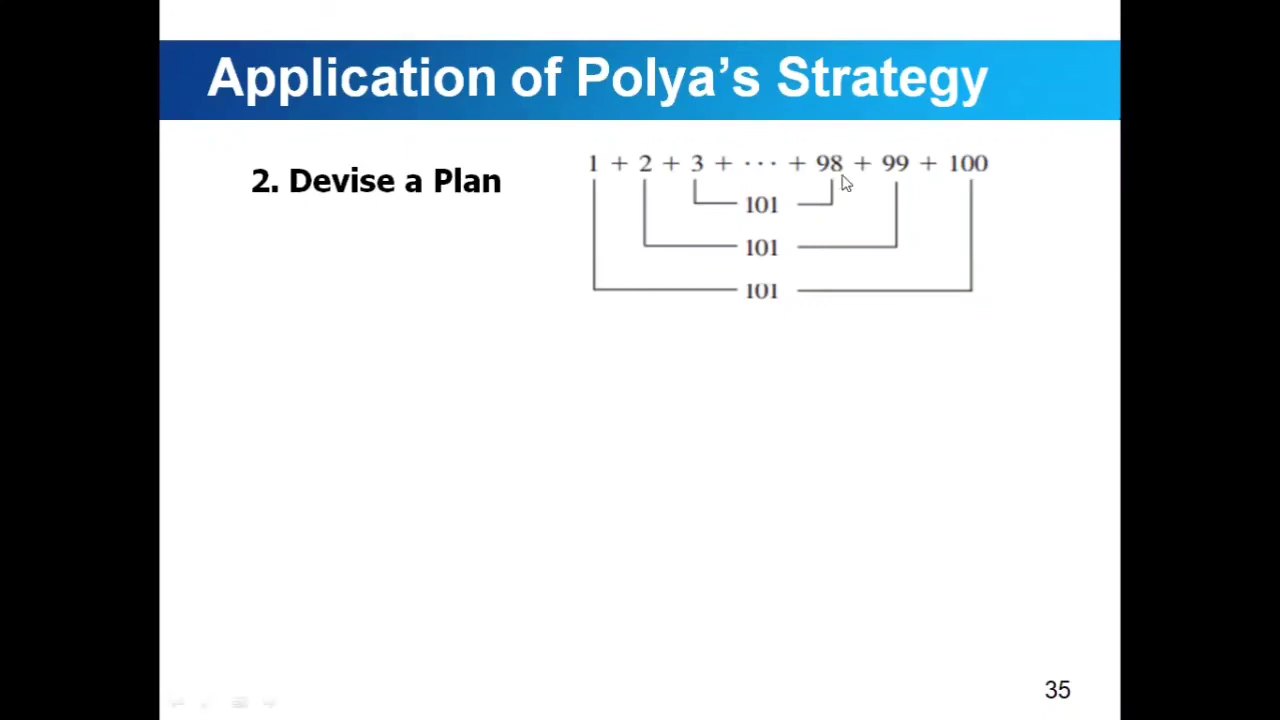 Application of Polya's Strategy
2. Devise a Plan
1 + 2 + 3 + ··· + 98 + 99 + 100
101
101
101
35